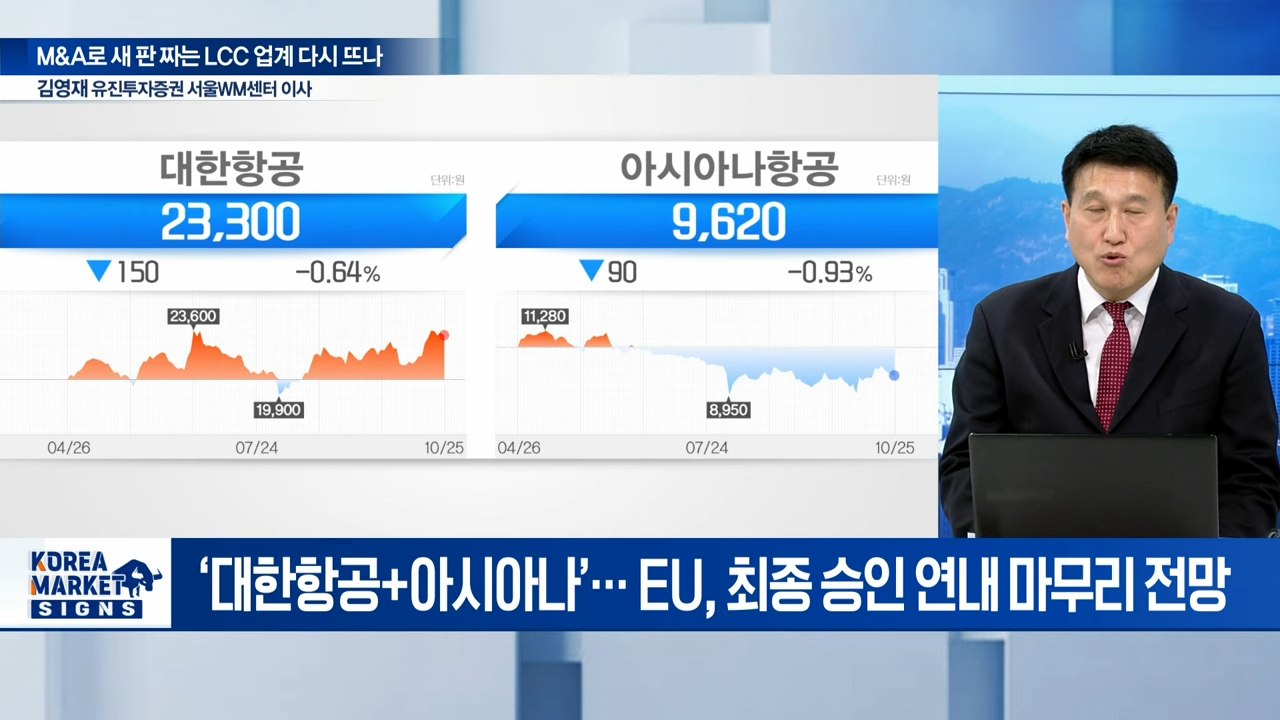 M&A로 새 판 짜는 LCC 업계 다시 뜨나
김영재 유진투자증권 서울WM센터 이사
대한항공
단위:원
23,300
▼150 -0.64%
23,600
19,900
04/26 07/24 10/25
아시아나항공
단위:원
9,620
▼90 -0.93%
11,280
8,950
04/26 07/24 10/25
KOREA
MARKET
SIGNS
‘대한항공+아시아나’… EU, 최종 승인 연내 마무리 전망